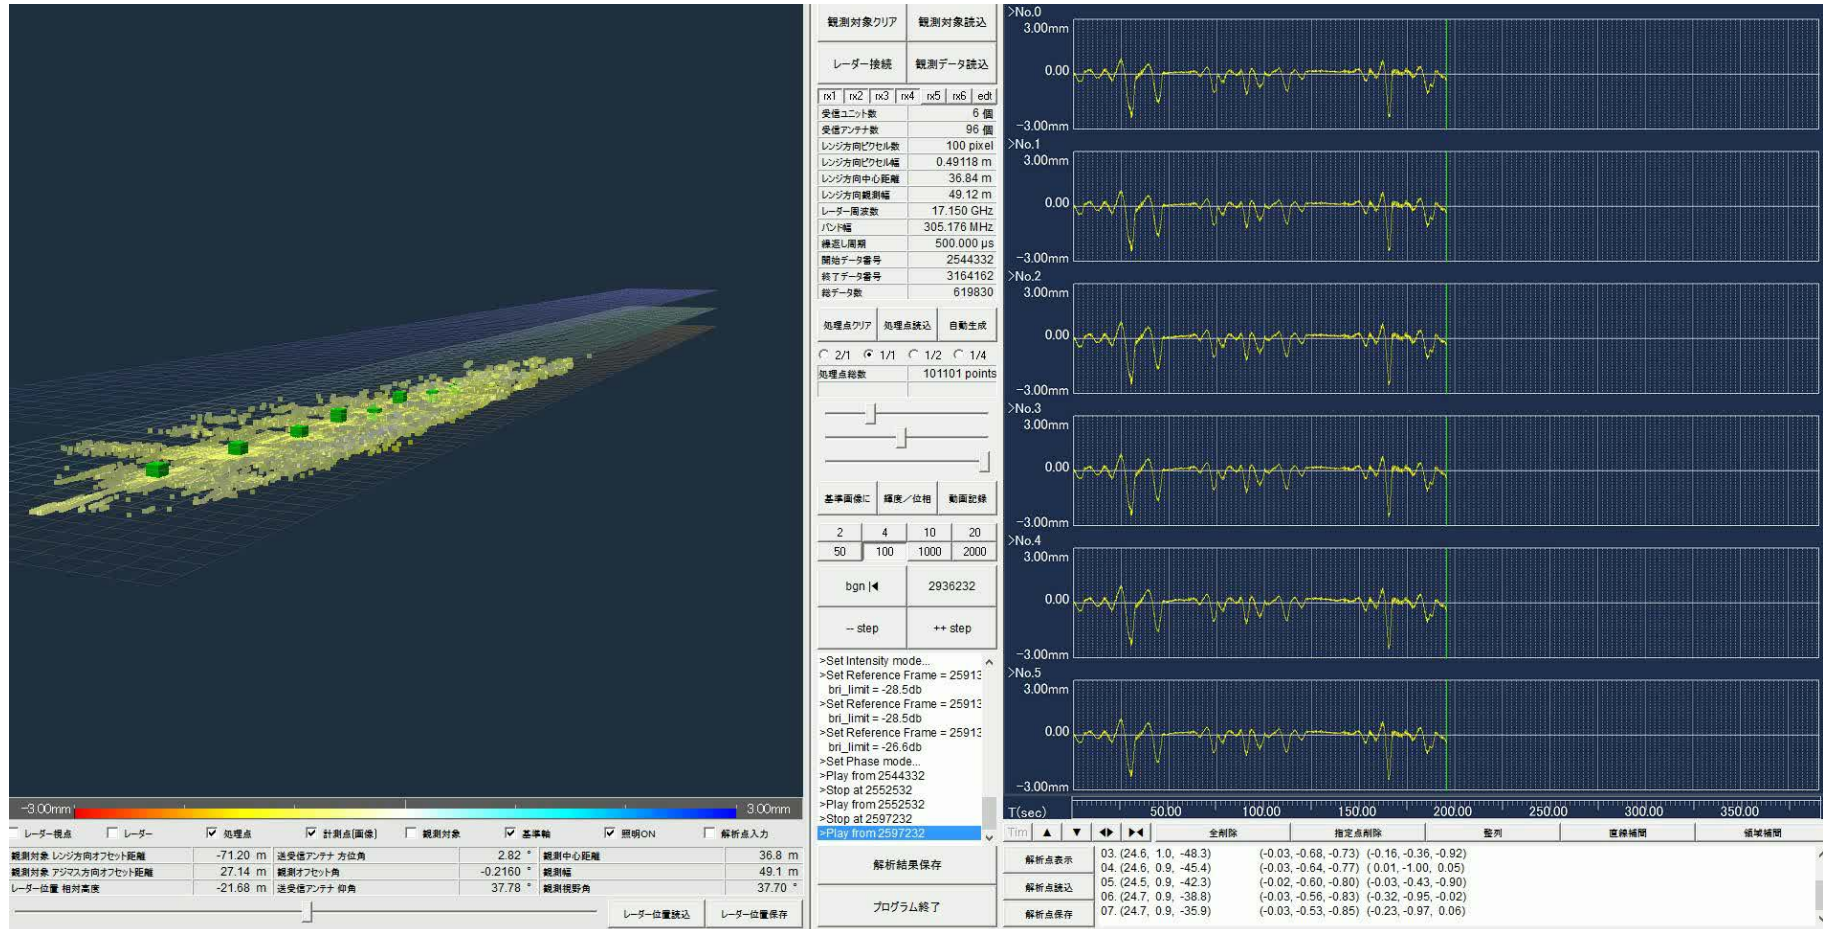 観測対象クリア 観測対象読込
レーダー接続 観測データ読込
rx1 rx2 rx3 rx4 rx5 rx6 edt
受信ユニット数 6 個
受信アンテナ数 96 個
レンジ方向ピクセル数 100 pixel
レンジ方向ピクセル幅 0.49118 m
レンジ方向中心距離 36.84 m
レンジ方向観測幅 49.12 m
レーダー周波数 17.150 GHz
バンド幅 305.176 MHz
繰返し周期 500.000 µs
開始データ番号 2544332
終了データ番号 3164162
総データ数 619830
処理点クリア 処理点読込 自動生成
2/1 1/1 1/2 1/4
処理点総数 101101 points
基準画像に 輝度／位相 動画記録
2 4 10 20
50 100 1000 2000
bgn |◀ 2936232
-- step ++ step
>Set Intensity mode...
>Set Reference Frame = 25913
bri_limit = -28.5db
>Set Reference Frame = 25913
bri_limit = -28.5db
>Set Reference Frame = 25913
bri_limit = -26.6db
>Set Phase mode...
>Play from 2544332
>Stop at 2552532
>Play from 2552532
>Stop at 2597232
>Play from 2597232
解析結果保存
プログラム終了
>No.0
3.00mm
0.00
-3.00mm
>No.1
3.00mm
0.00
-3.00mm
>No.2
3.00mm
0.00
-3.00mm
>No.3
3.00mm
0.00
-3.00mm
>No.4
3.00mm
0.00
-3.00mm
>No.5
3.00mm
0.00
-3.00mm
T(sec) 50.00 100.00 150.00 200.00 250.00 300.00 350.00
Tim ▲ ▼ ◀▶ ▶◀ 全削除 指定点削除 整列 直線補間 領域補間
解析点表示
解析点読込
解析点保存
03. (24.6, 1.0, -48.3) (-0.03, -0.68, -0.73) (-0.16, -0.36, -0.92)
04. (24.6, 0.9, -45.4) (-0.03, -0.64, -0.77) ( 0.01, -1.00, 0.05)
05. (24.5, 0.9, -42.3) (-0.02, -0.60, -0.80) (-0.03, -0.43, -0.90)
06. (24.7, 0.9, -38.8) (-0.03, -0.56, -0.83) (-0.32, -0.95, -0.02)
07. (24.7, 0.9, -35.9) (-0.03, -0.53, -0.85) (-0.23, -0.97, 0.06)
-3.00mm 3.00mm
レーダー視点 レーダー 処理点 計測点(画像) 観測対象 基準軸 照明ON 解析点入力
観測対象 レンジ方向オフセット距離 -71.20 m 送受信アンテナ 方位角 2.82 ° 観測中心距離 36.8 m
観測対象 アジマス方向オフセット距離 27.14 m 観測オフセット角 -0.2160 ° 観測幅 49.1 m
レーダー位置 相対高度 -21.68 m 送受信アンテナ 仰角 37.78 ° 観測視野角 37.70 °
レーダー位置読込 レーダー位置保存